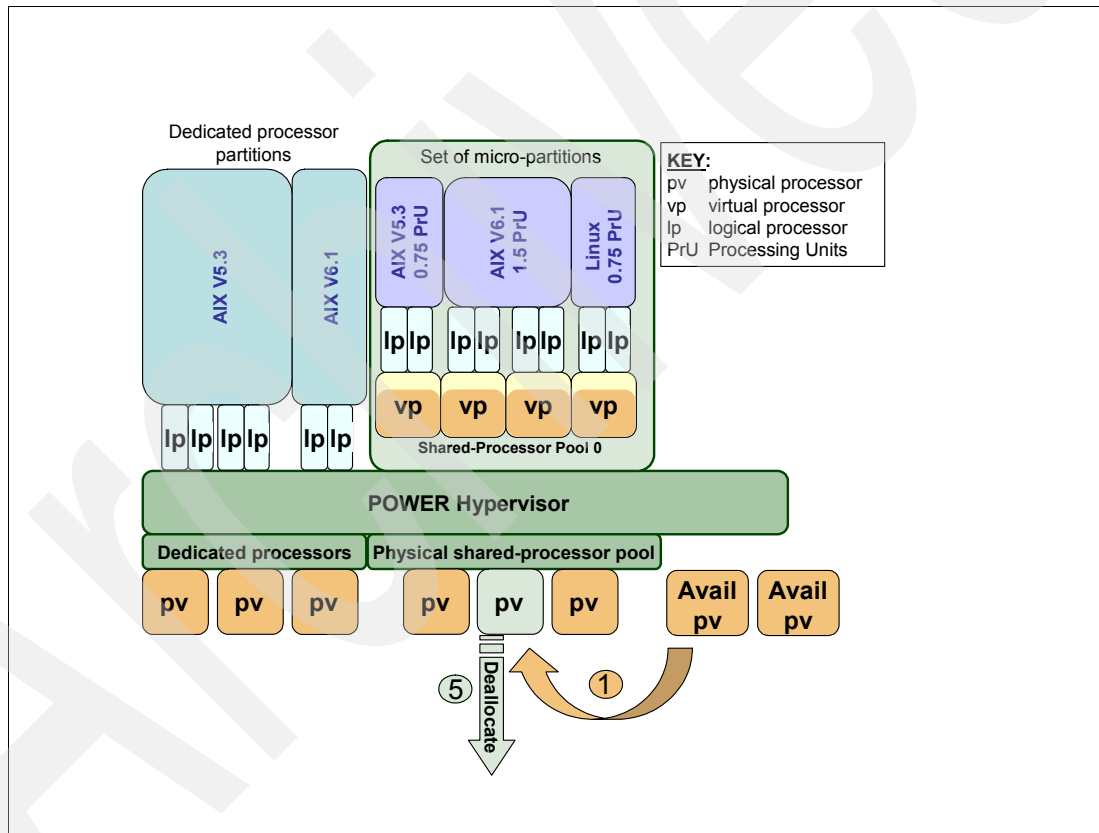 Dedicated processor
partitions
Set of micro-partitions
KEY:
pv physical processor
vp virtual processor
lp logical processor
PrU Processing Units
AIX V5.3
AIX V6.1
AIX V5.3
0.75 PrU
AIX V6.1
1.5 PrU
Linux
0.75 PrU
lp lp lp lp lp lp lp lp
vp vp vp vp
Shared-Processor Pool 0
lp lp lp lp lp lp
POWER Hypervisor
Dedicated processors Physical shared-processor pool
pv pv pv pv pv pv
Avail
pv
Avail
pv
5
Deallocate
1
Archive